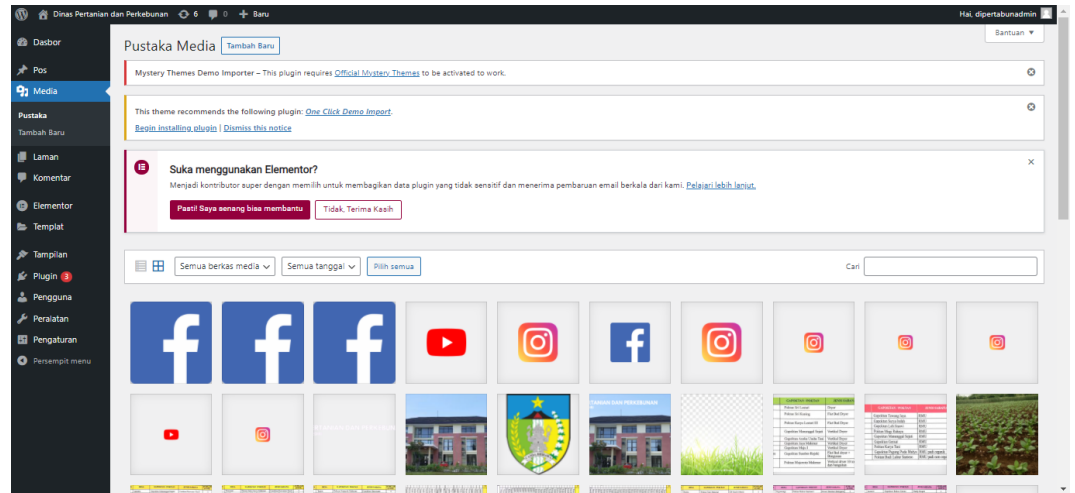 Dinas Pertanian dan Perkebunan 6 0 + Baru Hai, dipertabunadmin
Bantuan
Dasbor
Pos
Media
Pustaka
Tambah Baru
Laman
Komentar
Elementor
Templat
Tampilan
Plugin 3
Pengguna
Peralatan
Pengaturan
Persempit menu
Pustaka Media Tambah Baru
Mystery Themes Demo Importer – This plugin requires Official Mystery Themes to be activated to work.
This theme recommends the following plugin: One Click Demo Import.
Begin installing plugin | Dismiss this notice
Suka menggunakan Elementor?
Menjadi kontributor super dengan memilih untuk membagikan data plugin yang tidak sensitif dan menerima pembaruan email berkala dari kami. Pelajari lebih lanjut.
Pasti! Saya senang bisa membantu Tidak, Terima Kasih
Semua berkas media Semua tanggal Pilih semua Cari